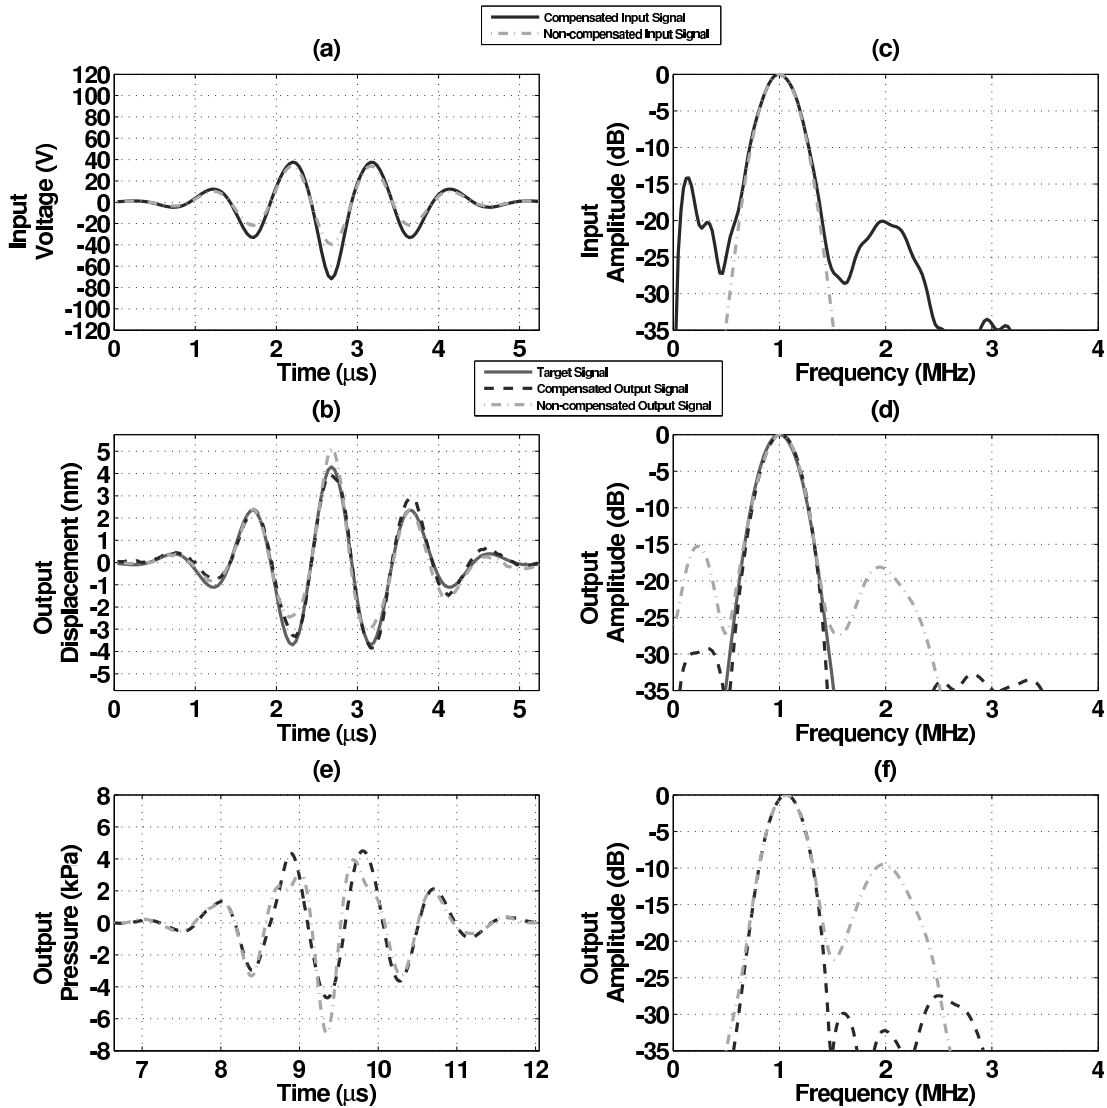 Compensated Input Signal
Non-compensated Input Signal
(a)
120
100
80
60
40
20
0
-20
-40
-60
-80
-100
-120
Input
Voltage (V)
0 1 2 3 4 5
Time (μs)
(c)
0
-5
-10
-15
-20
-25
-30
-35
Input
Amplitude (dB)
0 1 2 3 4
Frequency (MHz)
Target Signal
Compensated Output Signal
Non-compensated Output Signal
(b)
5
4
3
2
1
0
-1
-2
-3
-4
-5
Output
Displacement (nm)
0 1 2 3 4 5
Time (μs)
(d)
0
-5
-10
-15
-20
-25
-30
-35
Output
Amplitude (dB)
0 1 2 3 4
Frequency (MHz)
(e)
8
6
4
2
0
-2
-4
-6
-8
Output
Pressure (kPa)
7 8 9 10 11 12
Time (μs)
(f)
0
-5
-10
-15
-20
-25
-30
-35
Output
Amplitude (dB)
0 1 2 3 4
Frequency (MHz)